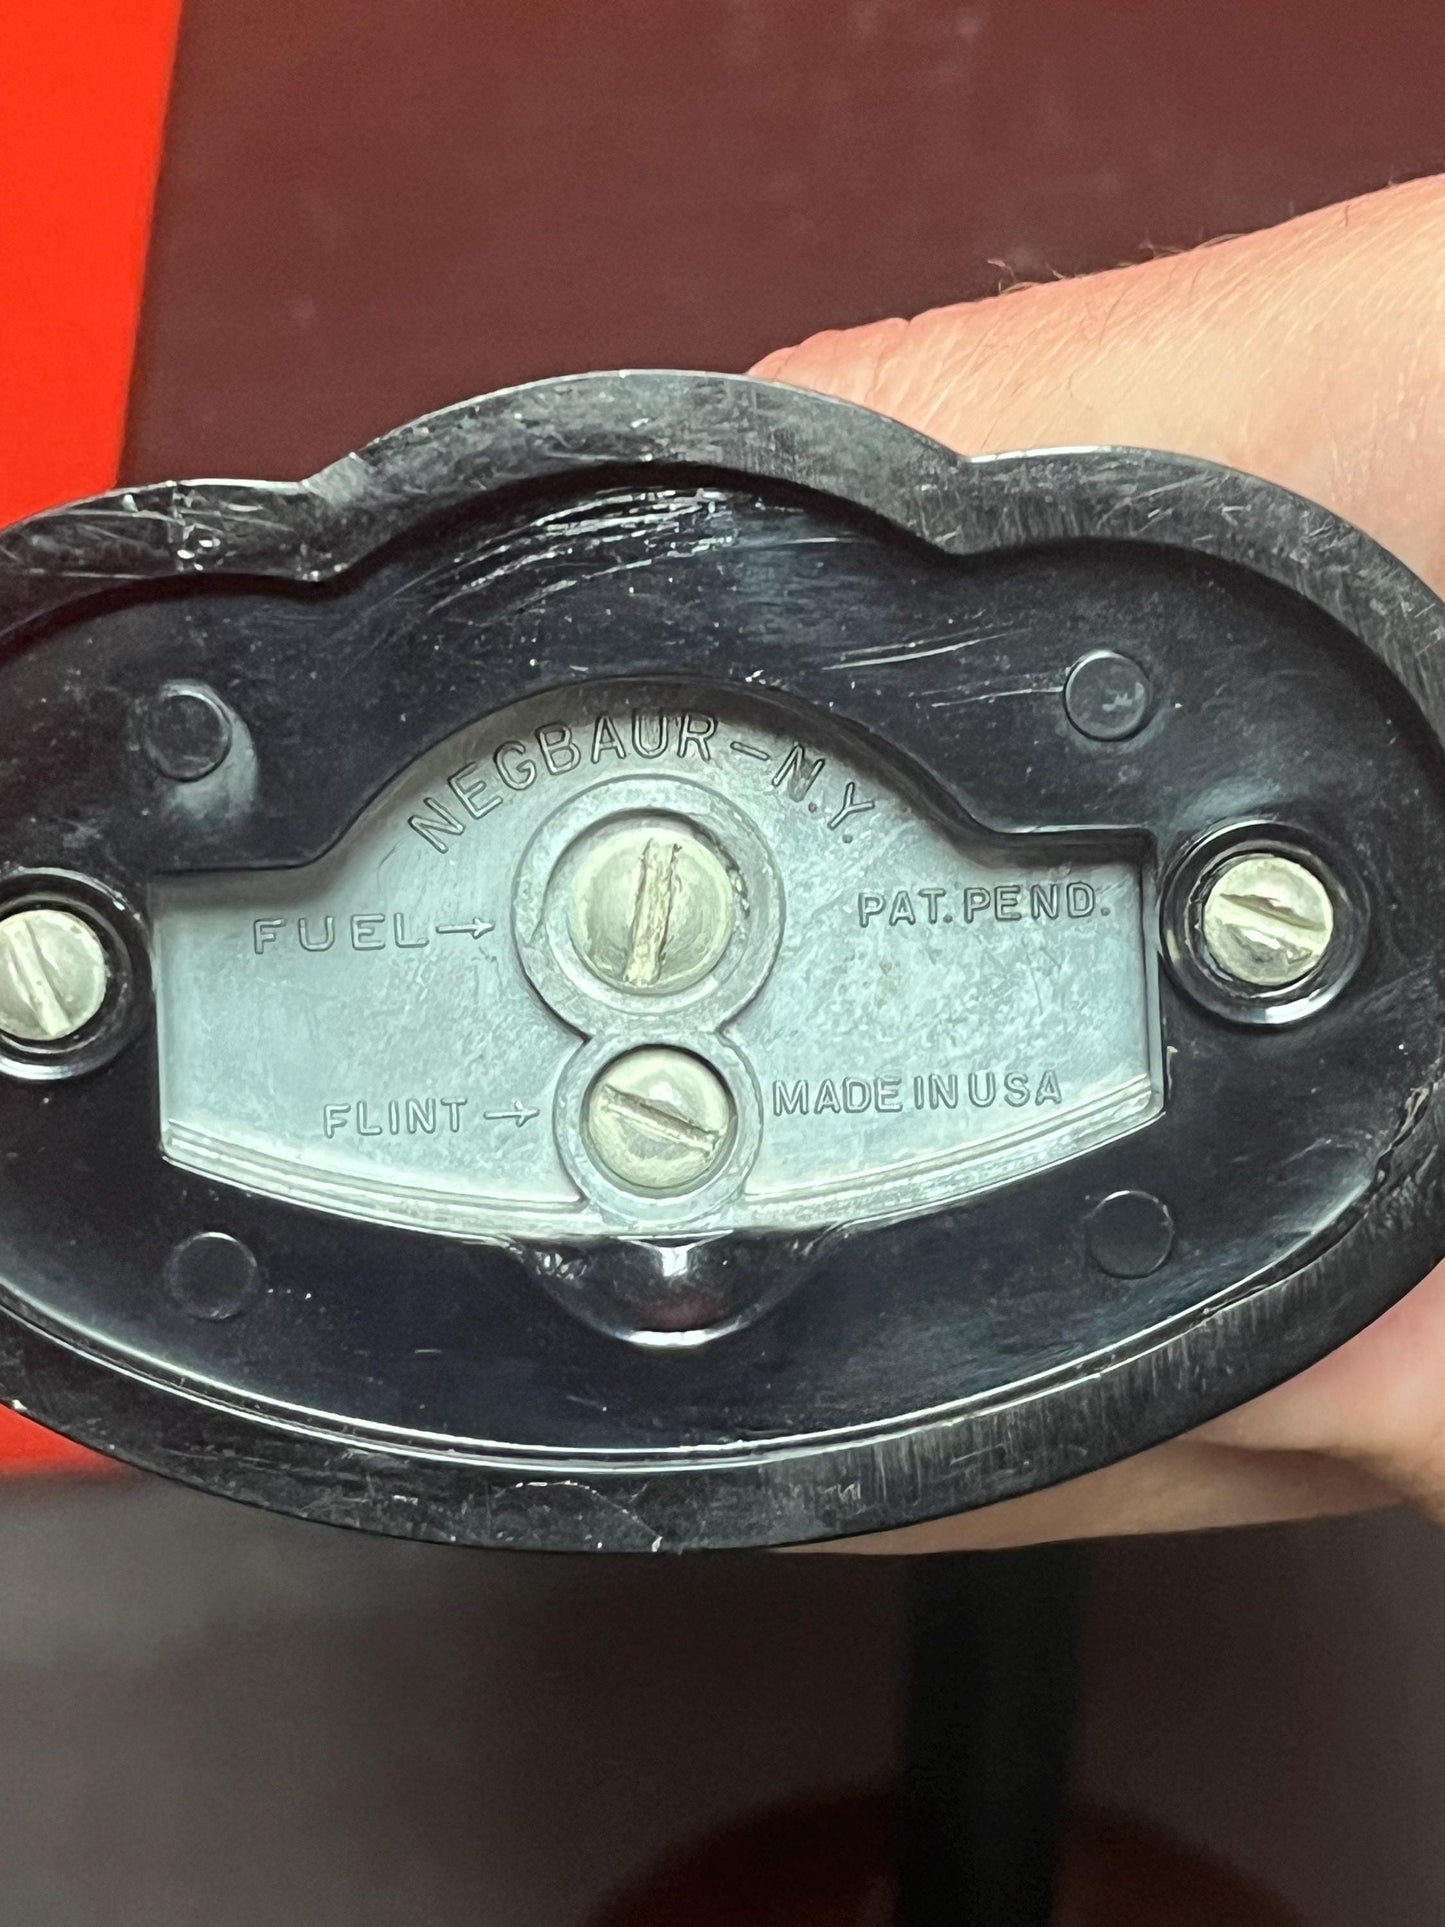 NEGBAUR-N.Y.
FUEL→
PAT. PEND.
FLINT→
MADE IN USA